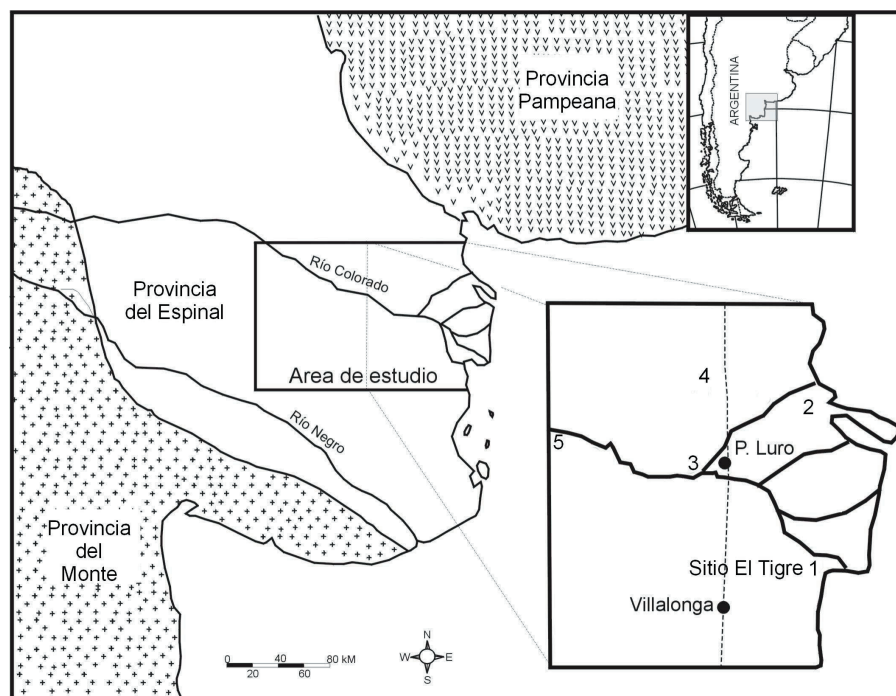 Provincia
Pampeana
ARGENTINA
Río Colorado
Provincia
del Espinal
Area de estudio
Río Negro
Provincia
del
Monte
4
2
5
3
P. Luro
Sitio El Tigre 1
Villalonga
0 40 80 kM
20 60
N
W E
S